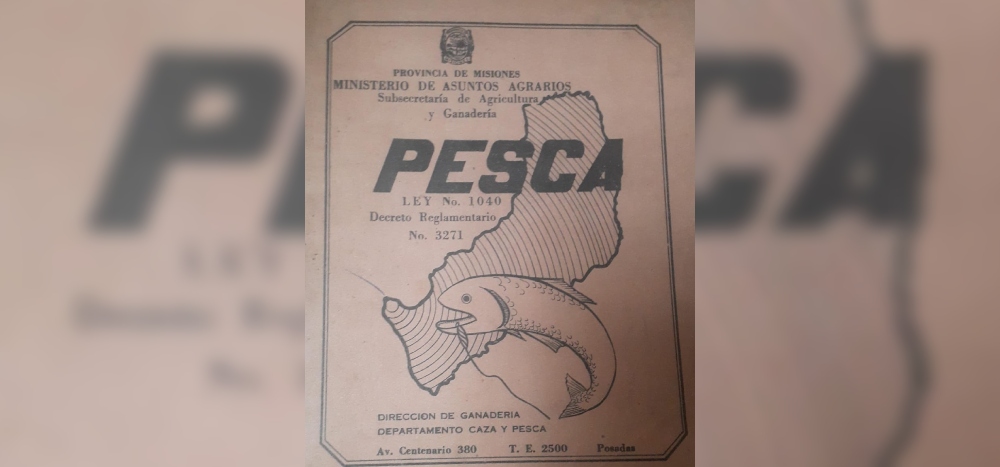 PROVINCIA DE MISIONES
MINISTERIO DE ASUNTOS AGRARIOS
Subsecretaría de Agricultura
y Ganadería
PESCA
LEY No. 1040
Decreto Reglamentario
No. 3271
DIRECCION DE GANADERIA
DEPARTAMENTO CAZA Y PESCA
Av. Centenario 380 T. E. 2500 Posadas